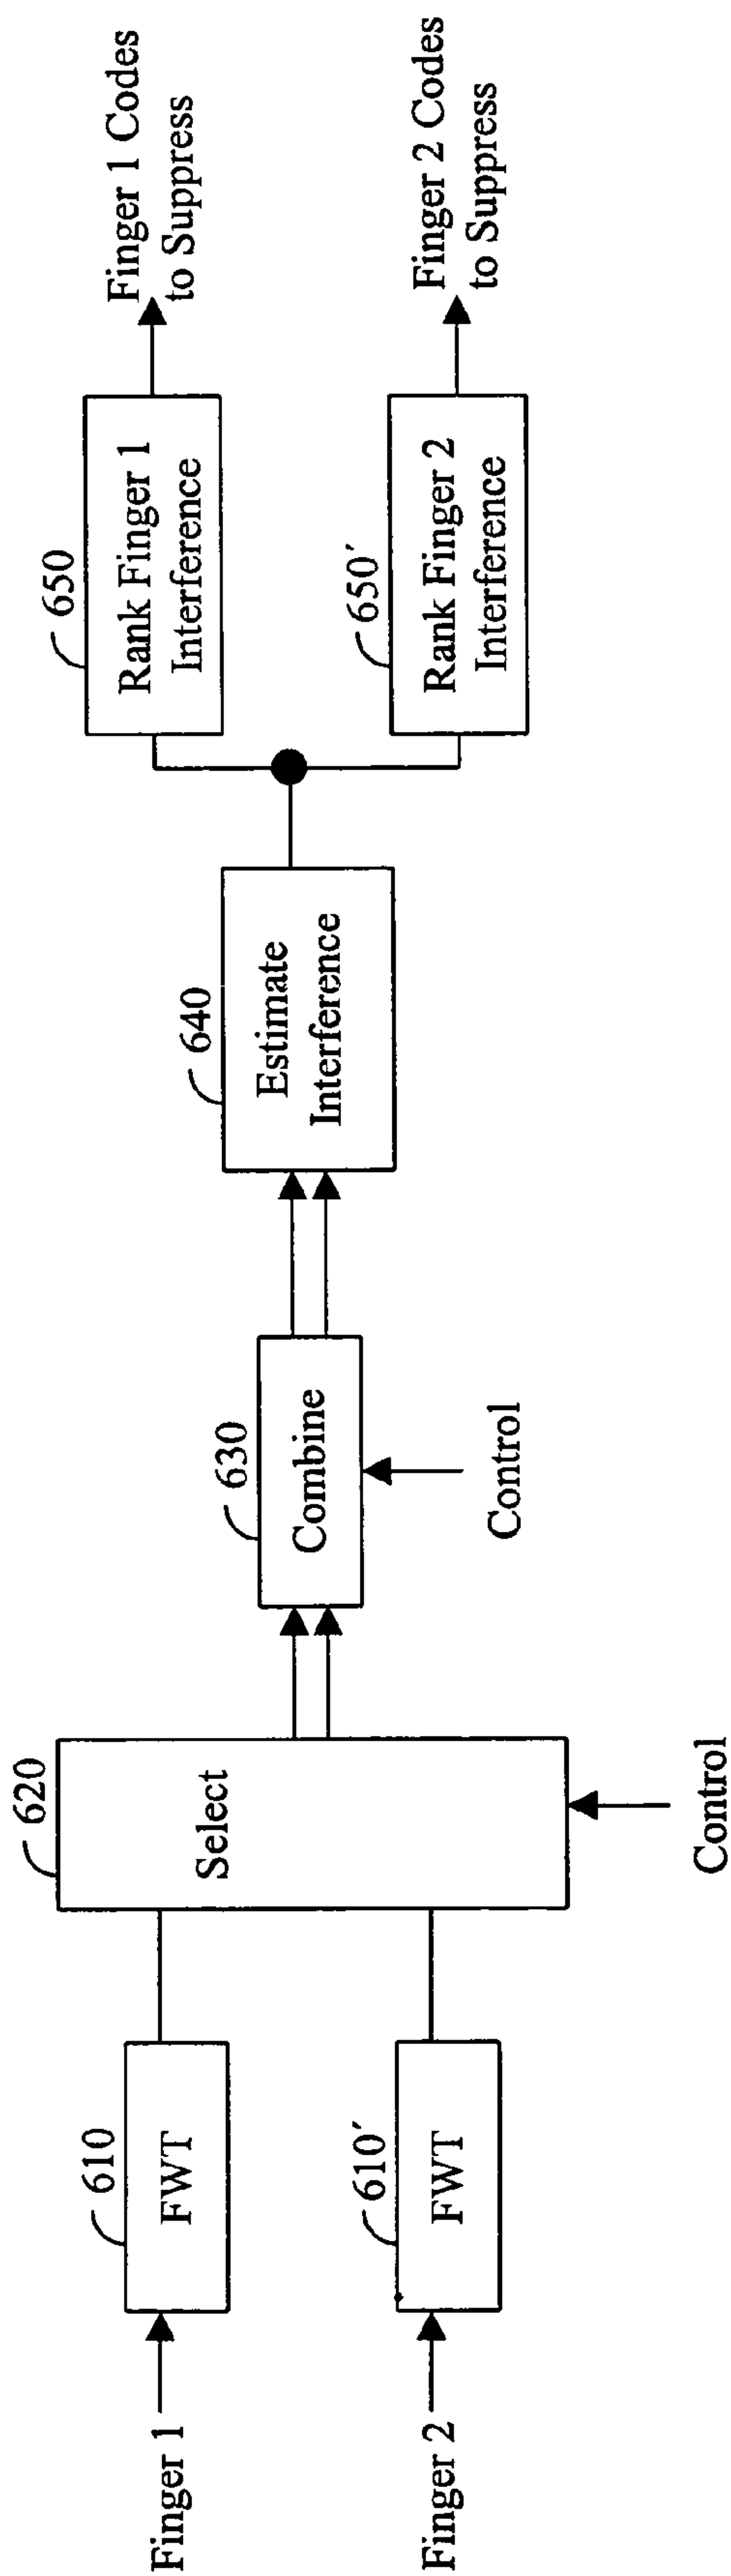 Finger 1
610
FWT
Finger 2
610′
FWT
620
Select
Control
630
Combine
Control
640
Estimate
Interference
650
Rank Finger 1
Interference
650′
Rank Finger 2
Interference
Finger 1 Codes
to Suppress
Finger 2 Codes
to Suppress